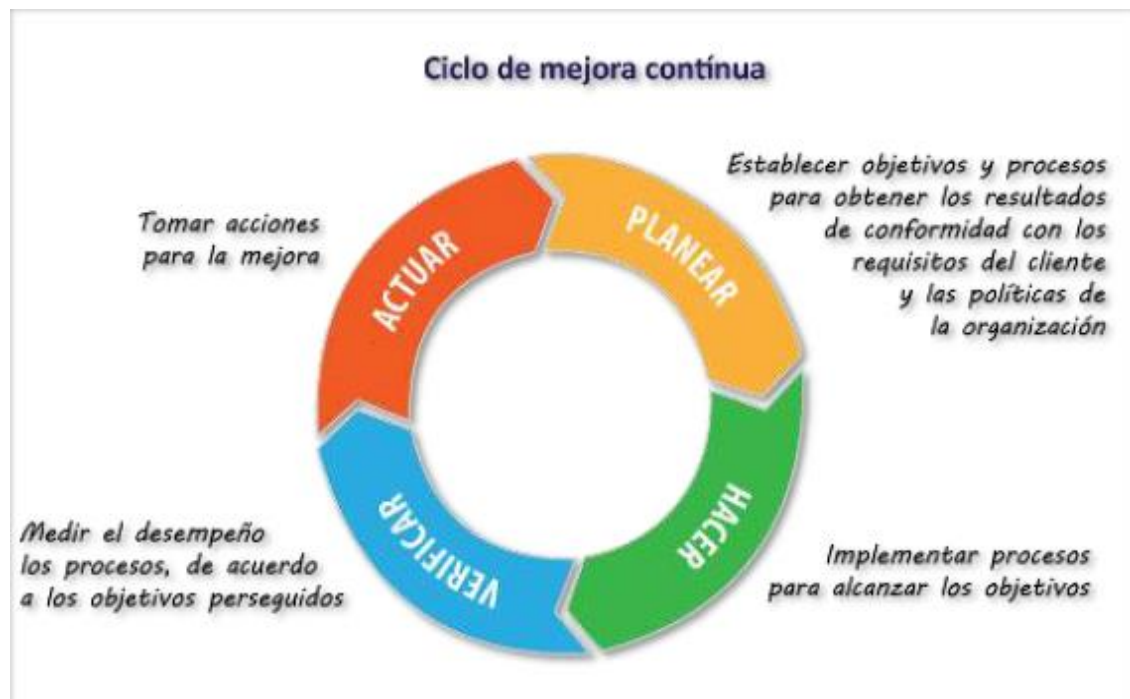 Ciclo de mejora contínua
PLANEAR
Establecer objetivos y procesos
para obtener los resultados
de conformidad con los
requisitos del cliente
y las políticas de
la organización
HACER
Implementar procesos
para alcanzar los objetivos
VERIFICAR
Medir el desempeño
los procesos, de acuerdo
a los objetivos perseguidos
ACTUAR
Tomar acciones
para la mejora